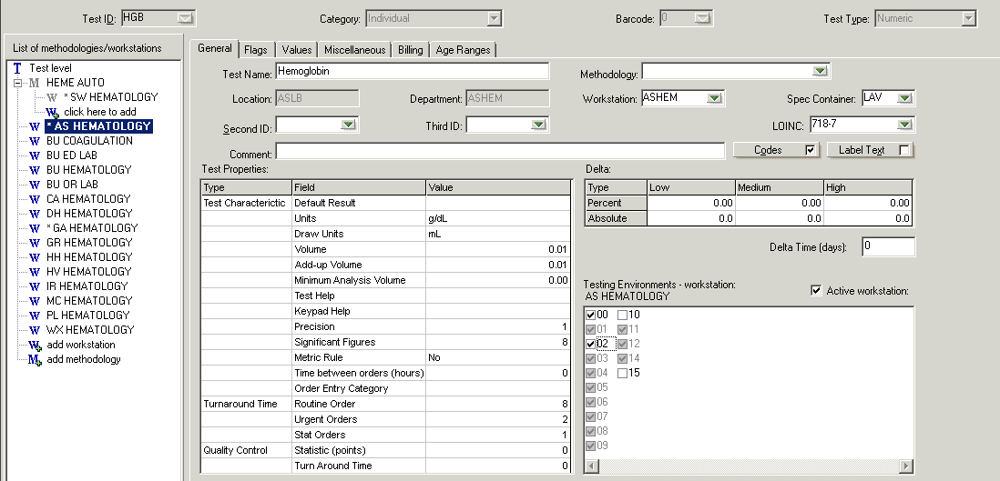 Test ID: HGB Category: Individual Barcode: 0 Test Type: Numeric
List of methodologies/workstations
T Test level
M HEME AUTO
W * SW HEMATOLOGY
W click here to add
W * AS HEMATOLOGY
W BU COAGULATION
W BU ED LAB
W BU HEMATOLOGY
W BU OR LAB
W CA HEMATOLOGY
W DH HEMATOLOGY
W * GA HEMATOLOGY
W GR HEMATOLOGY
W HH HEMATOLOGY
W HV HEMATOLOGY
W IR HEMATOLOGY
W MC HEMATOLOGY
W PL HEMATOLOGY
W WX HEMATOLOGY
W add workstation
M add methodology
General Flags Values Miscellaneous Billing Age Ranges
Test Name: Hemoglobin Methodology:
Location: ASLB Department: ASHEM Workstation: ASHEM Spec Container: LAV
Second ID: Third ID: LOINC: 718-7
Comment: Codes Label Text
Test Properties:
Type Field Value
Test Characterictic Default Result
Units g/dL
Draw Units mL
Volume 0.01
Add-up Volume 0.01
Minimum Analysis Volume 0.00
Test Help
Keypad Help
Precision 1
Significant Figures 8
Metric Rule No
Time between orders (hours) 0
Order Entry Category
Turnaround Time Routine Order 8
Urgent Orders 2
Stat Orders 1
Quality Control Statistic (points) 0
Turn Around Time 0
Delta:
Type Low Medium High
Percent 0.00 0.00 0.00
Absolute 0.0 0.0 0.0
Delta Time (days): 0
Testing Environments - workstation:
AS HEMATOLOGY
Active workstation:
00 10
01 11
02 12
03 14
04 15
05
06
07
08
09